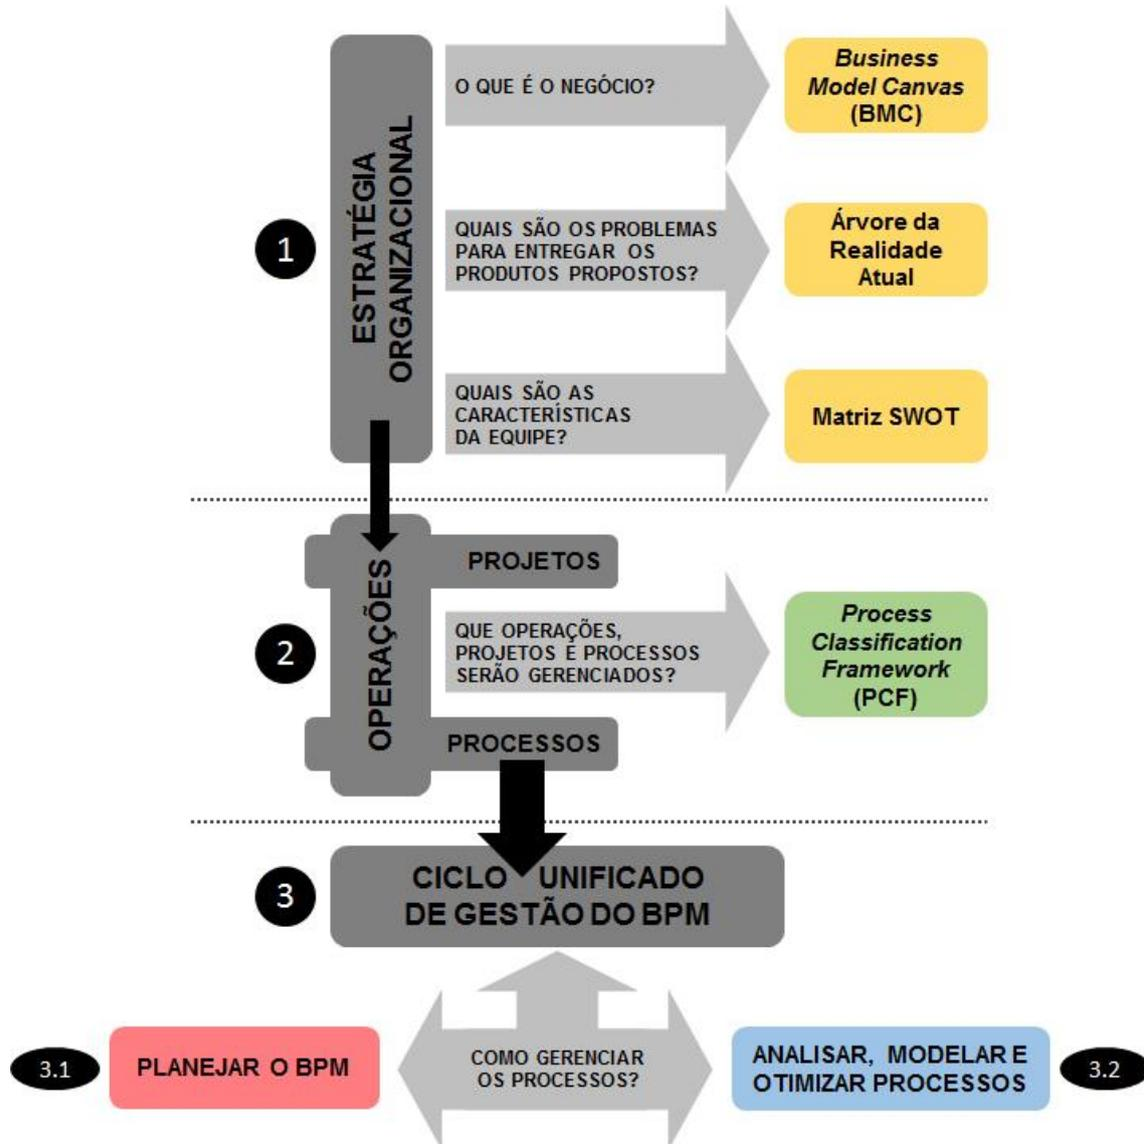 1
ESTRATÉGIA
ORGANIZACIONAL
O QUE É O NEGÓCIO?
Business
Model Canvas
(BMC)
QUAIS SÃO OS PROBLEMAS
PARA ENTREGAR OS
PRODUTOS PROPOSTOS?
Árvore da
Realidade
Atual
QUAIS SÃO AS
CARACTERÍSTICAS
DA EQUIPE?
Matriz SWOT
2
OPERAÇÕES
PROJETOS
QUE OPERAÇÕES,
PROJETOS E PROCESSOS
SERÃO GERENCIADOS?
Process
Classification
Framework
(PCF)
PROCESSOS
3
CICLO UNIFICADO
DE GESTÃO DO BPM
3.1
PLANEJAR O BPM
COMO GERENCIAR
OS PROCESSOS?
ANALISAR, MODELAR E
OTIMIZAR PROCESSOS
3.2